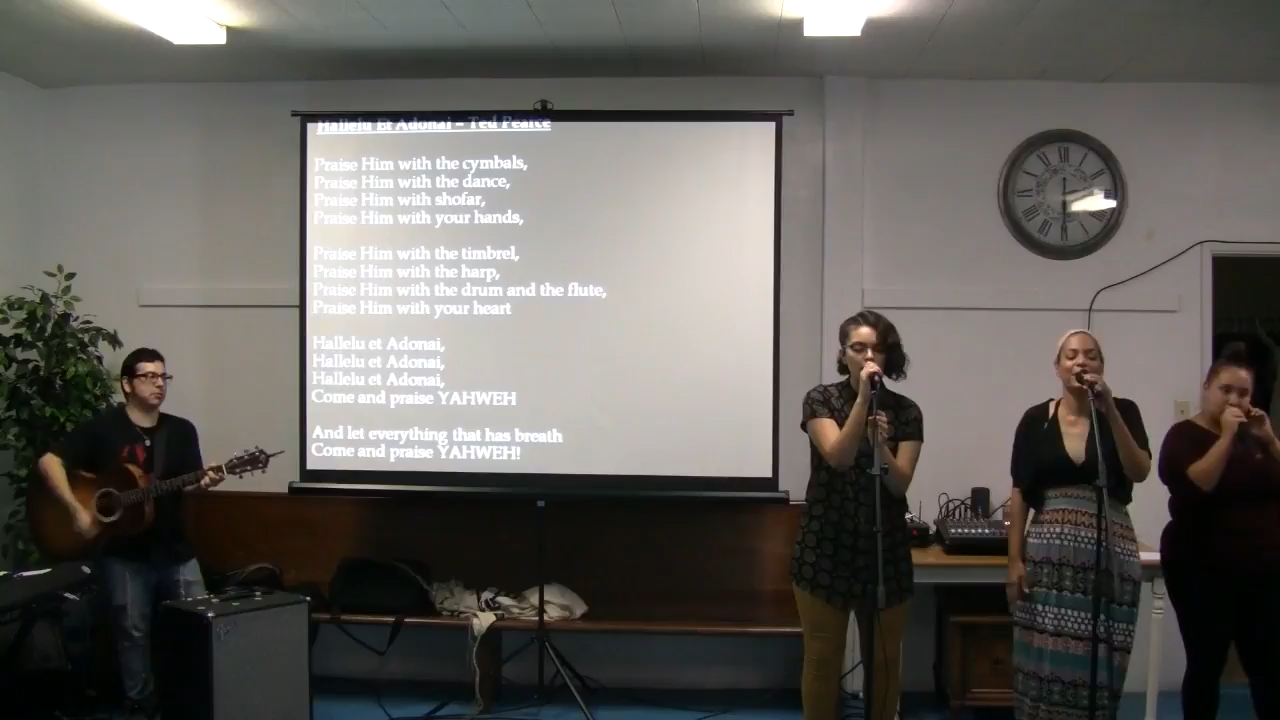 Hallelu Et Adonai – Ted Pearce
Praise Him with the cymbals,
Praise Him with the dance,
Praise Him with shofar,
Praise Him with your hands,
Praise Him with the timbrel,
Praise Him with the harp,
Praise Him with the drum and the flute,
Praise Him with your heart
Hallelu et Adonai,
Hallelu et Adonai,
Hallelu et Adonai,
Come and praise YAHWEH
And let everything that has breath
Come and praise YAHWEH!